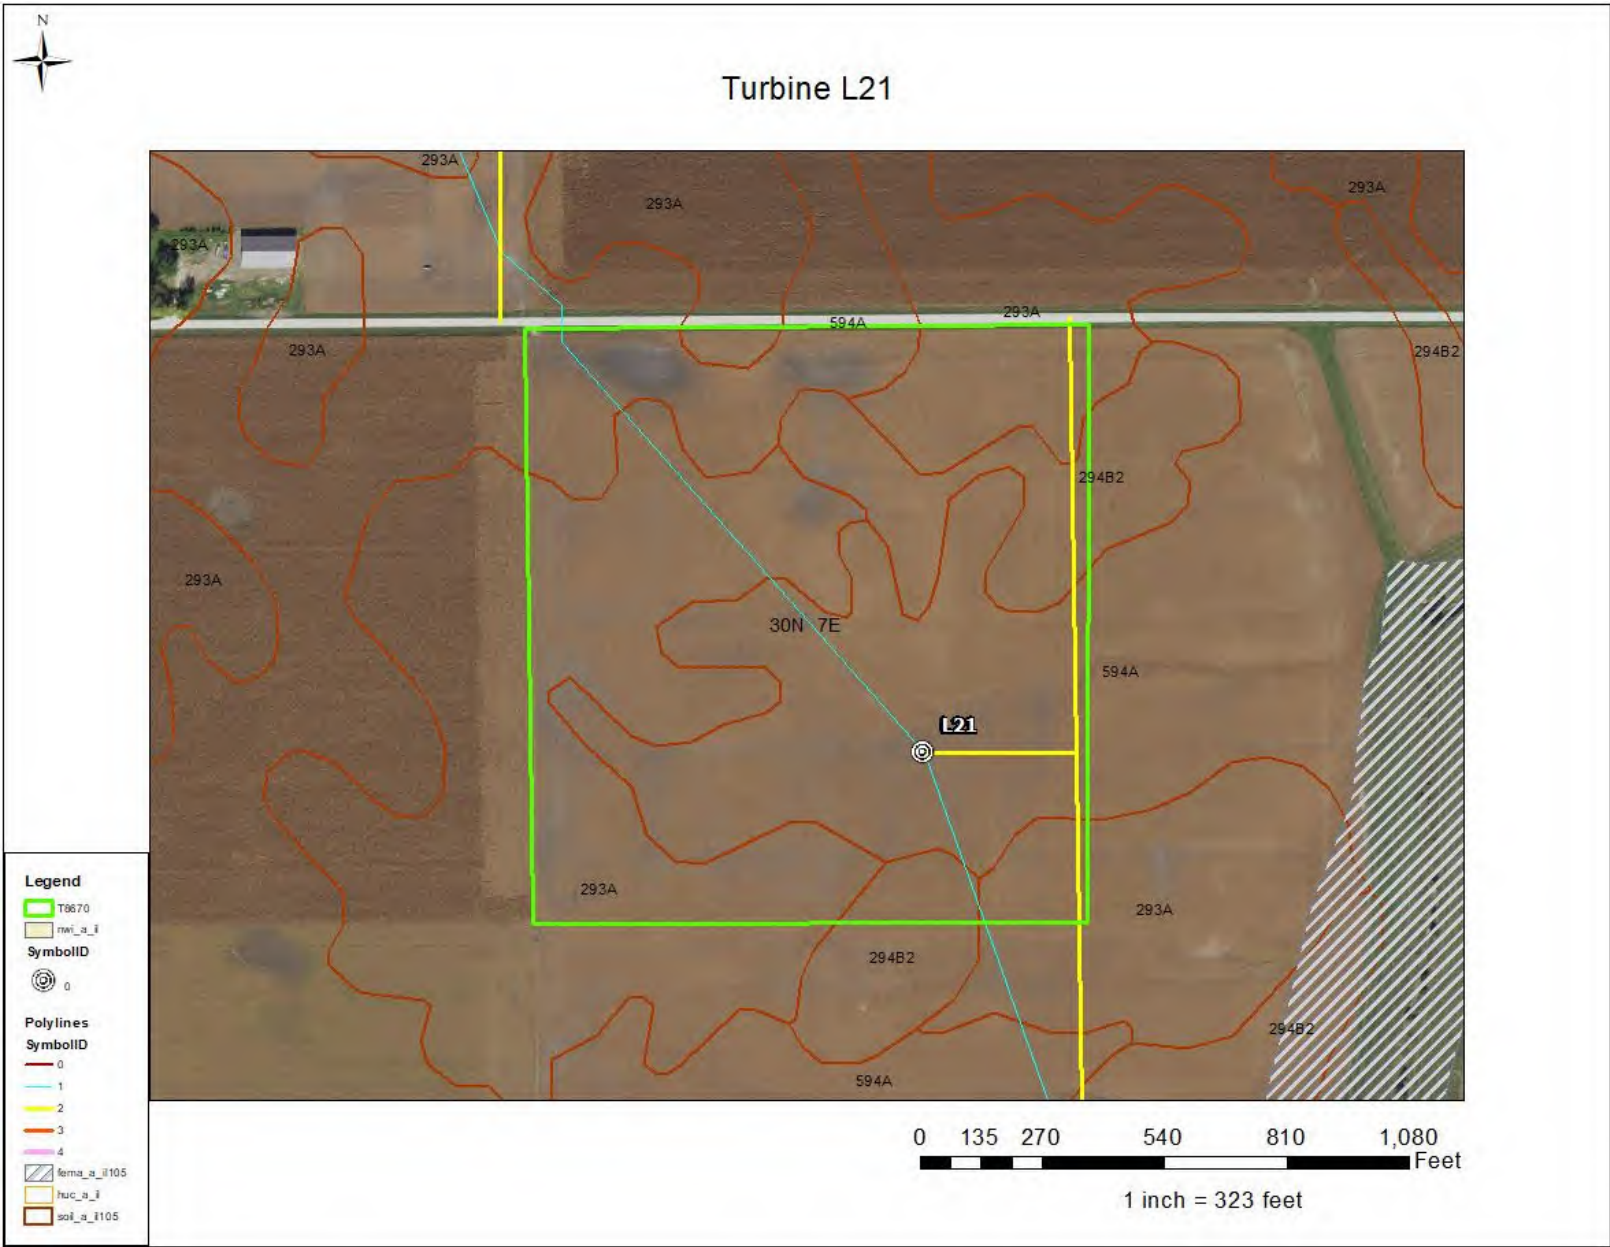 N
Turbine L21
293A
293A
293A
293A
293A
594A
293A
294B2
294B2
293A
30N 7E
594A
L21
293A
293A
294B2
294B2
594A
Legend
T8670
nwi_a_il
SymbolID
0
Polylines
SymbolID
0
1
2
3
4
fema_a_il105
huc_a_il
soil_a_il105
0 135 270 540 810 1,080
Feet
1 inch = 323 feet